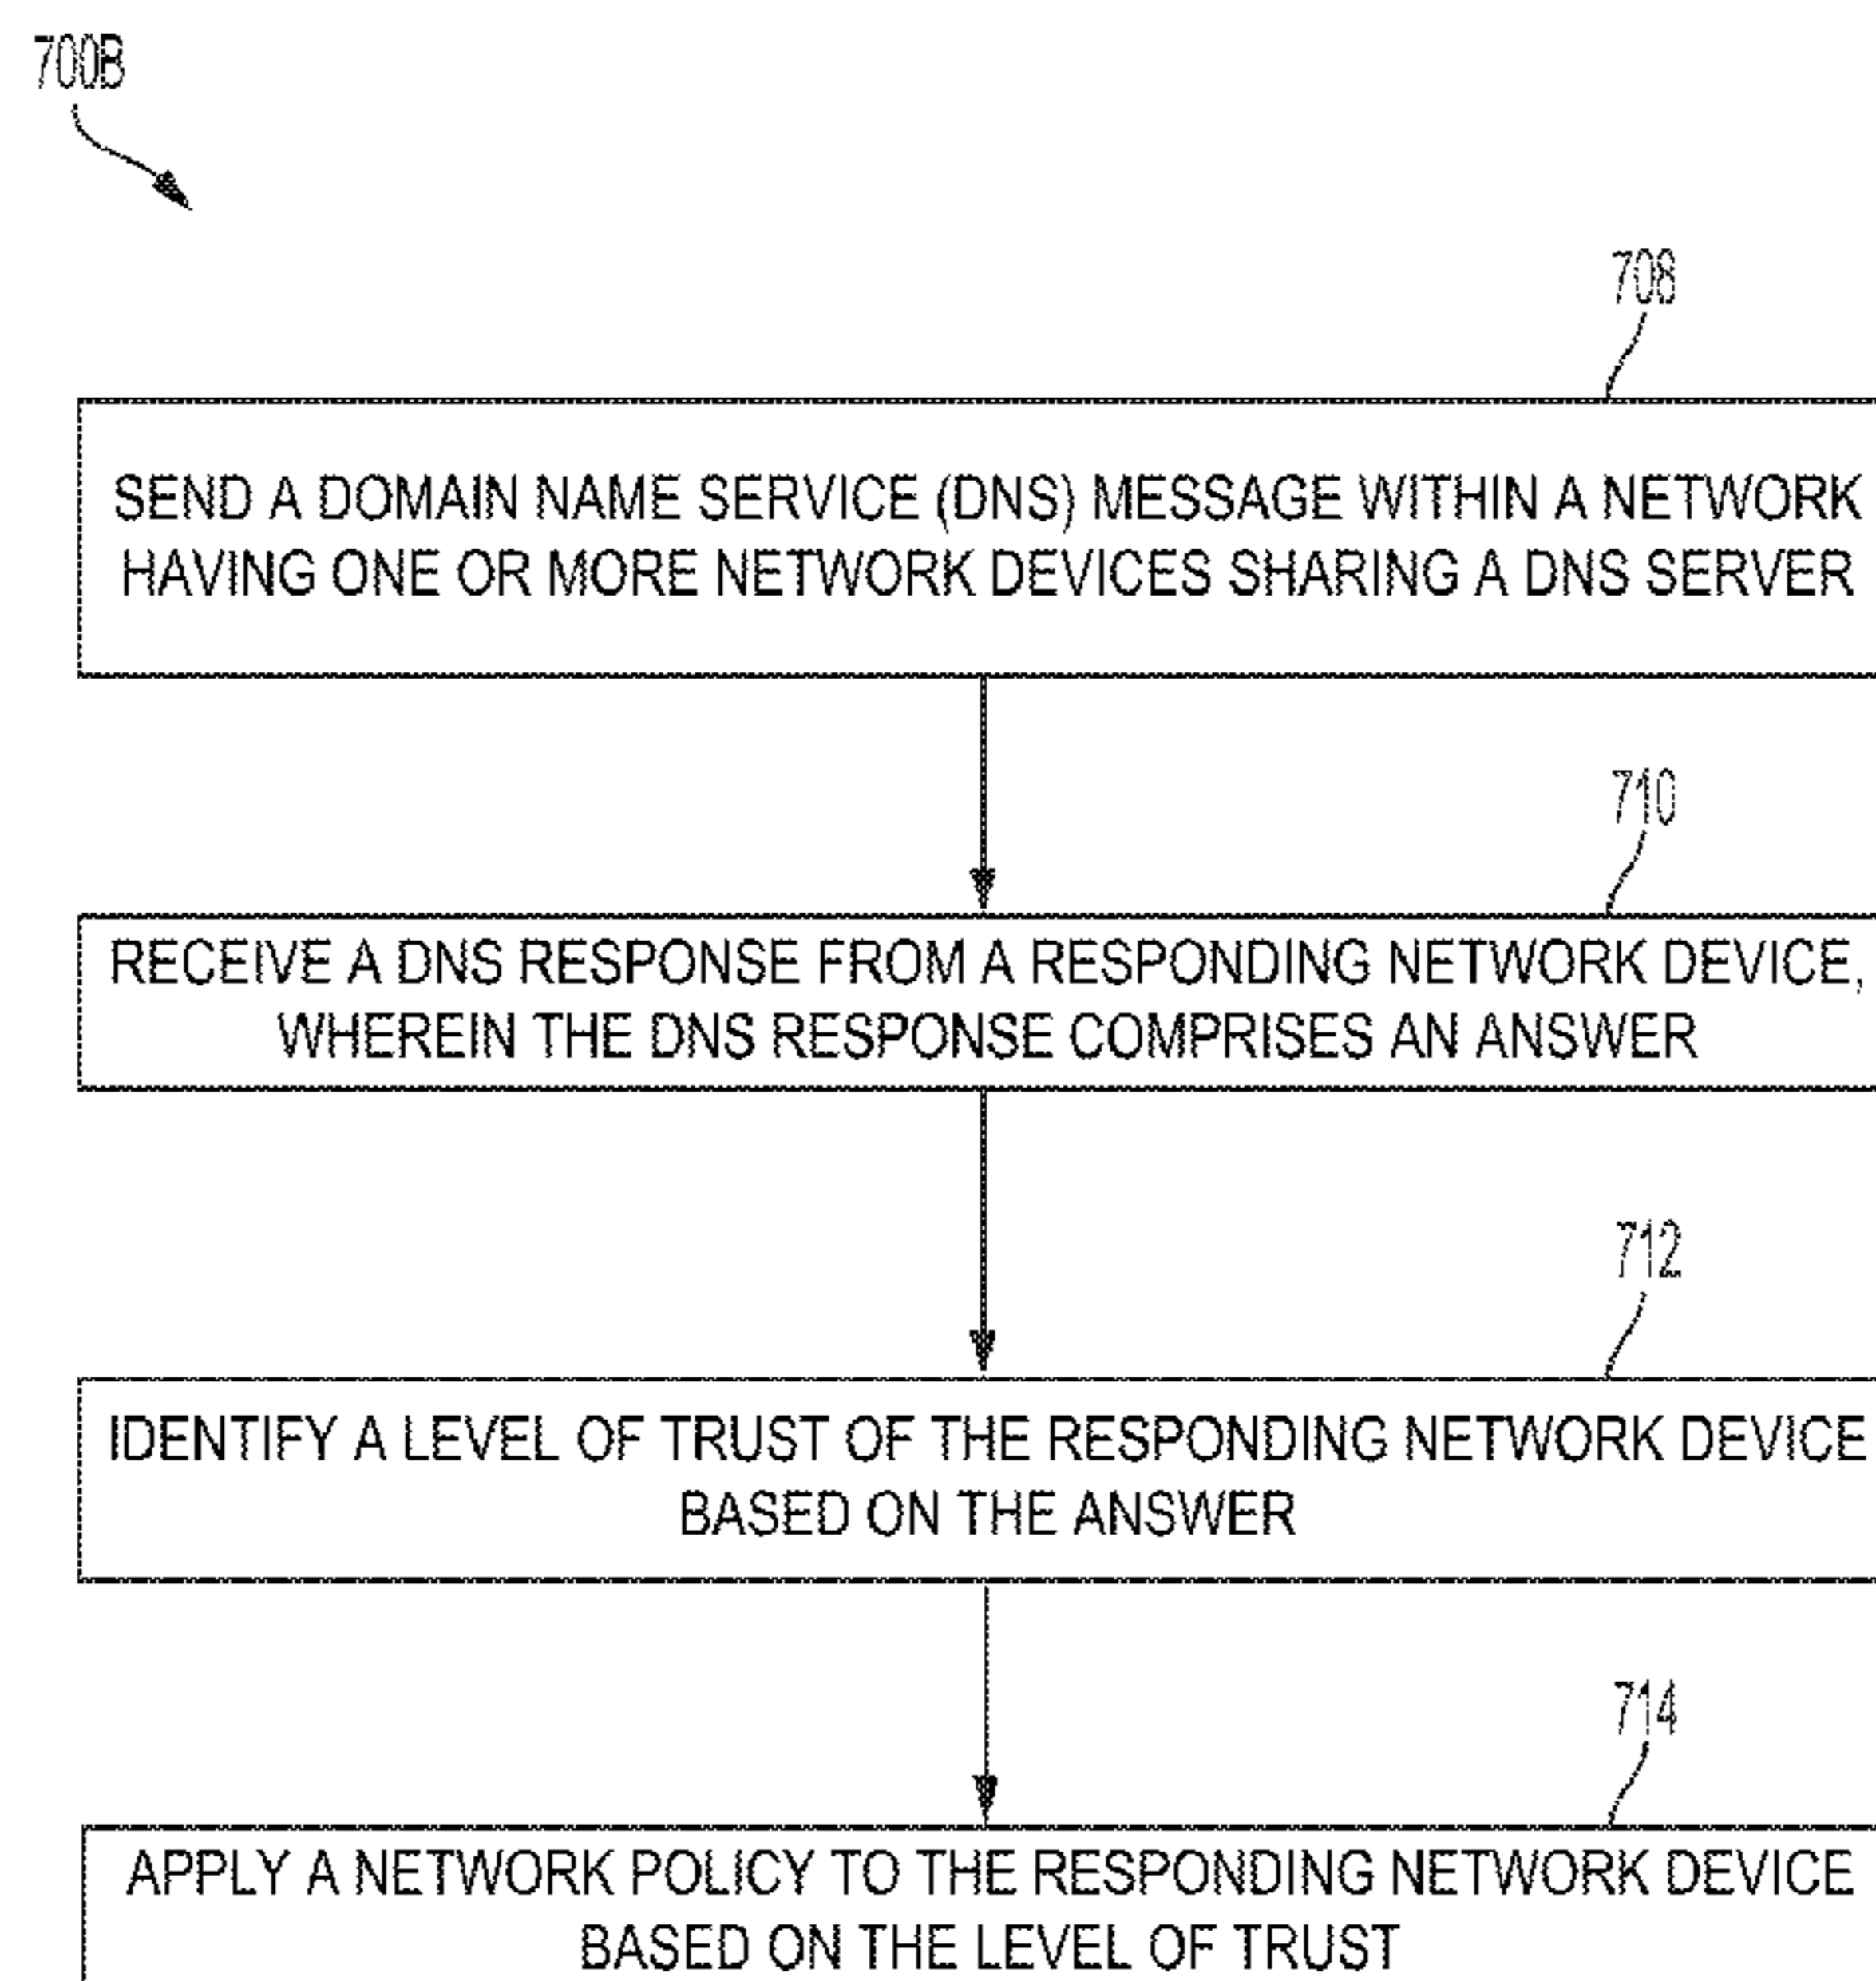 700B
708
SEND A DOMAIN NAME SERVICE (DNS) MESSAGE WITHIN A NETWORK
HAVING ONE OR MORE NETWORK DEVICES SHARING A DNS SERVER
710
RECEIVE A DNS RESPONSE FROM A RESPONDING NETWORK DEVICE,
WHEREIN THE DNS RESPONSE COMPRISES AN ANSWER
712
IDENTIFY A LEVEL OF TRUST OF THE RESPONDING NETWORK DEVICE
BASED ON THE ANSWER
714
APPLY A NETWORK POLICY TO THE RESPONDING NETWORK DEVICE
BASED ON THE LEVEL OF TRUST